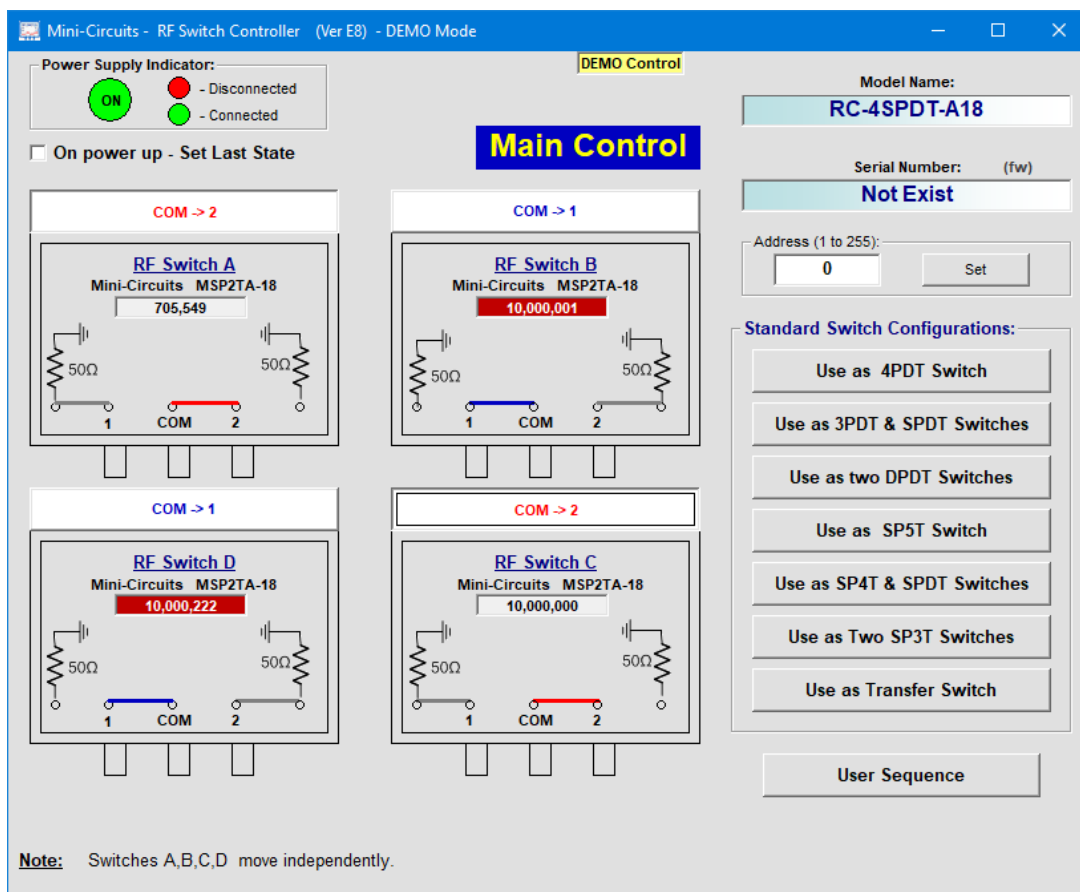 Mini-Circuits - RF Switch Controller (Ver E8) - DEMO Mode
Power Supply Indicator:
ON
- Disconnected
- Connected
DEMO Control
Model Name:
RC-4SPDT-A18
On power up - Set Last State
Main Control
Serial Number: (fw)
Not Exist
COM -> 2
RF Switch A
Mini-Circuits MSP2TA-18
705,549
50Ω
50Ω
1 COM 2
COM -> 1
RF Switch B
Mini-Circuits MSP2TA-18
10,000,001
50Ω
50Ω
1 COM 2
COM -> 1
RF Switch D
Mini-Circuits MSP2TA-18
10,000,222
50Ω
50Ω
1 COM 2
COM -> 2
RF Switch C
Mini-Circuits MSP2TA-18
10,000,000
50Ω
50Ω
1 COM 2
Address (1 to 255):
0
Set
Standard Switch Configurations:
Use as 4PDT Switch
Use as 3PDT & SPDT Switches
Use as two DPDT Switches
Use as SP5T Switch
Use as SP4T & SPDT Switches
Use as Two SP3T Switches
Use as Transfer Switch
User Sequence
Note: Switches A,B,C,D move independently.